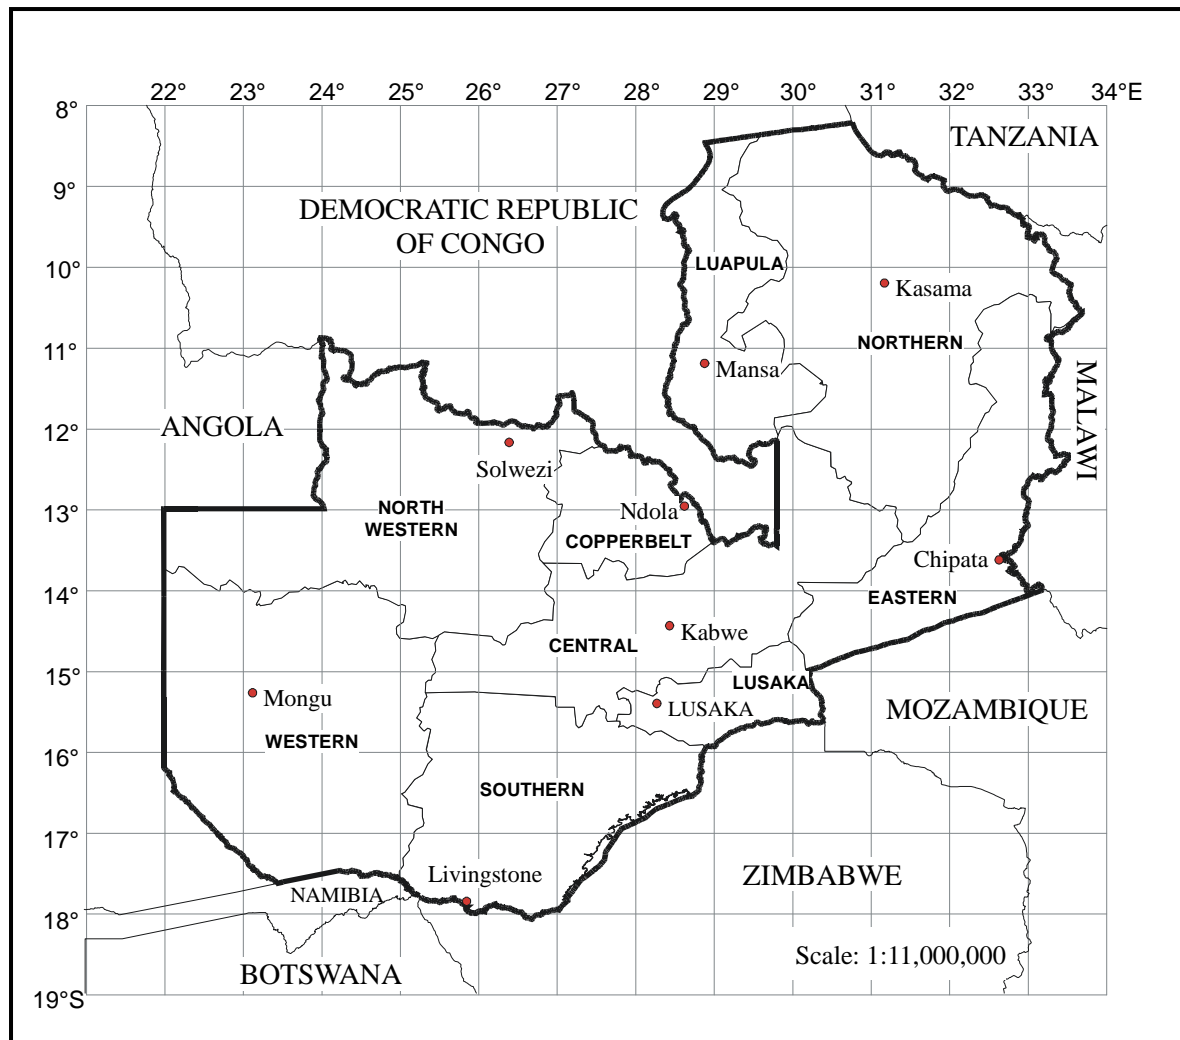 22° 23° 24° 25° 26° 27° 28° 29° 30° 31° 32° 33° 34°E
8°
TANZANIA
9°
DEMOCRATIC REPUBLIC
OF CONGO
LUAPULA
10°
Kasama
NORTHERN
11°
Mansa
MALAWI
12°
ANGOLA
Solwezi
13°
NORTH
WESTERN
Ndola
COPPERBELT
Chipata
14°
EASTERN
CENTRAL
Kabwe
15°
Mongu
LUSAKA
LUSAKA
MOZAMBIQUE
WESTERN
16°
SOUTHERN
17°
Livingstone
ZIMBABWE
NAMIBIA
18°
Scale: 1:11,000,000
BOTSWANA
19°S